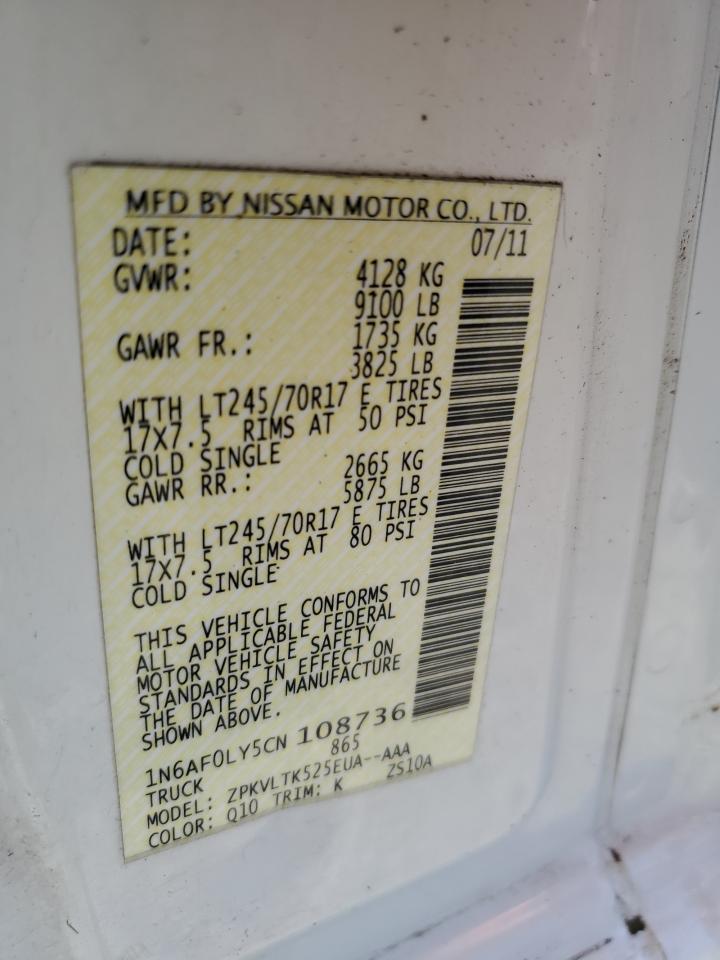 MFD BY NISSAN MOTOR CO., LTD.
DATE: 07/11
GVWR: 4128 KG
9100 LB
GAWR FR.: 1735 KG
3825 LB
WITH LT245/70R17 E TIRES
17X7.5 RIMS AT 50 PSI
COLD SINGLE
GAWR RR.: 2665 KG
5875 LB
WITH LT245/70R17 E TIRES
17X7.5 RIMS AT 80 PSI
COLD SINGLE
THIS VEHICLE CONFORMS TO
ALL APPLICABLE FEDERAL
MOTOR VEHICLE SAFETY
STANDARDS IN EFFECT ON
THE DATE OF MANUFACTURE
SHOWN ABOVE.
1N6AF0LY5CN 108736
TRUCK 865
MODEL: ZPKVLTK525EUA--AAA
COLOR: Q10 TRIM: K ZS10A